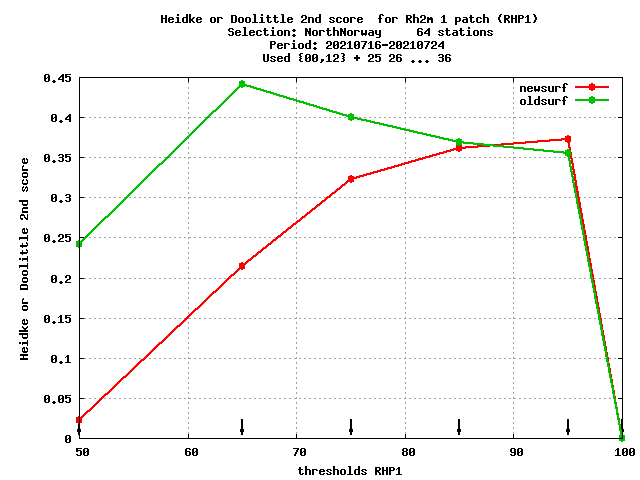 Heidke or Doolittle 2nd score  for Rh2m 1 patch (RHP1)
Selection: NorthNorway     64 stations
Period: 20210716-20210724
Used {00,12} + 25 26 ... 36
newsurf
oldsurf
Heidke or Doolittle 2nd score
0.45
0.4
0.35
0.3
0.25
0.2
0.15
0.1
0.05
0
50 60 70 80 90 100
thresholds RHP1